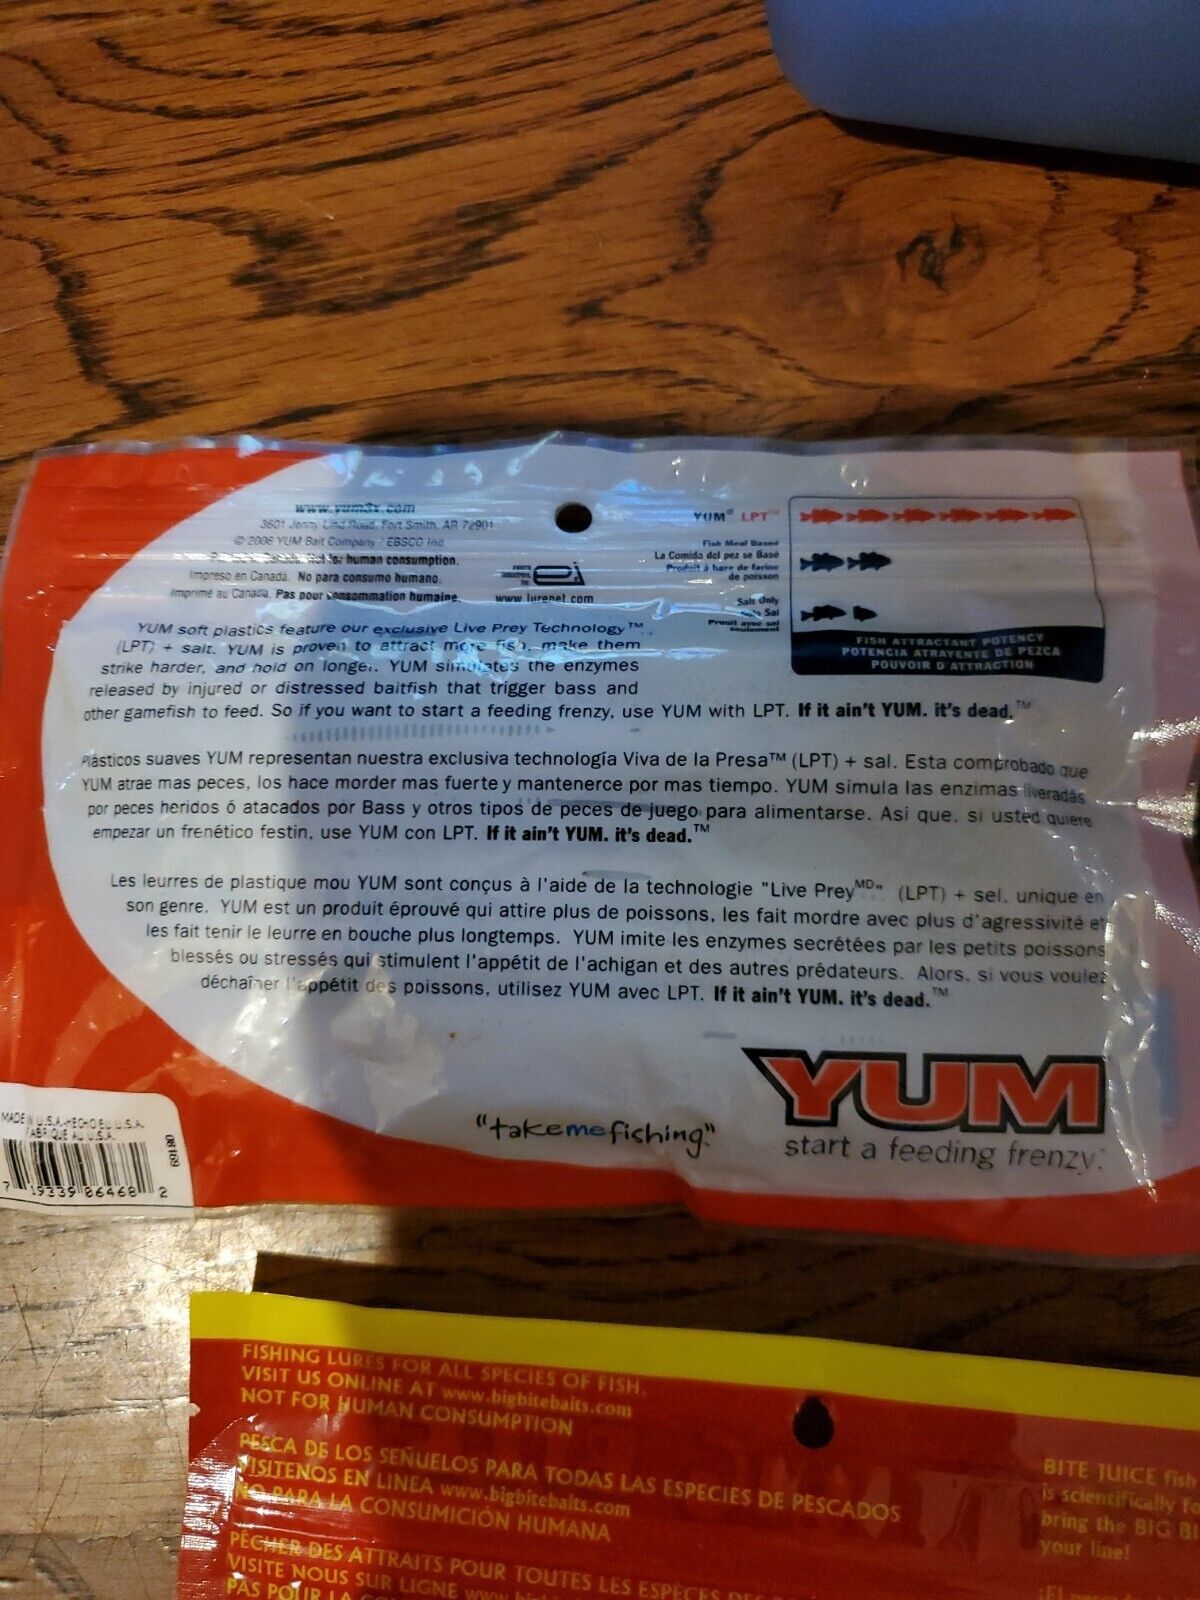 www.yum3x.com
3601 Jenny Lind Road, Fort Smith, AR 72901
© 2006 YUM Bait Company / EBSCO Ind
Canada. Not for human consumption.
Impreso en Canada. No para consumo humano.
Imprimé au Canada. Pas pour consommation humaine.
www.lurenet.com
YUM® LPT™
Fish Meal Based
La Comida del pez se Base
Produit à base de farine
de poisson
Salt Only
Sal
Prouit avec sel
seulement
FISH ATTRACTANT POTENCY
POTENCIA ATRAYENTE DE PEZCA
POUVOIR D'ATTRACTION
YUM soft plastics feature our exclusive Live Prey Technology™
(LPT) + salt. YUM is proven to attract more fish, make them
strike harder, and hold on longer. YUM simulates the enzymes
released by injured or distressed baitfish that trigger bass and
other gamefish to feed. So if you want to start a feeding frenzy, use YUM with LPT. If it ain't YUM. it's dead.™
Plásticos suaves YUM representan nuestra exclusiva technología Viva de la Presa™ (LPT) + sal. Esta comprobado que
YUM atrae mas peces, los hace morder mas fuerte y mantenerce por mas tiempo. YUM simula las enzimas liveradas
por peces heridos ó atacados por Bass y otros tipos de peces de juego para alimentarse. Asi que, si usted quiere
empezar un frenético festin, use YUM con LPT. If it ain't YUM. it's dead.™
Les leurres de plastique mou YUM sont conçus à l'aide de la technologie "Live Prey MD" (LPT) + sel, unique en
son genre. YUM est un produit éprouvé qui attire plus de poissons, les fait mordre avec plus d'agressivité et
les fait tenir le leurre en bouche plus longtemps. YUM imite les enzymes secrétées par les petits poissons
blessés ou stressés qui stimulent l'appétit de l'achigan et des autres prédateurs. Alors, si vous voulez
déchaîner l'appétit des poissons, utilisez YUM avec LPT. If it ain't YUM. it's dead.™
YUM
"takemefishing."
start a feeding frenzy.
MADE IN U.S.A.-HECHO EU U.S.A.
FABRIQUE AU U.S.A.
69180
7 19339 86468 2
FISHING LURES FOR ALL SPECIES OF FISH.
VISIT US ONLINE AT www.bigbitebaits.com
NOT FOR HUMAN CONSUMPTION
PESCA DE LOS SEÑUELOS PARA TODAS LAS ESPECIES DE PESCADOS
VISITENOS EN LINEA www.bigbitebaits.com
NO PARA LA CONSUMICIÓN HUMANA
PÊCHER DES ATTRAITS POUR TOUTES LES ESPÈCES
VISITE NOUS SUR LIGNE
PAS POUR LA
BITE JUICE fish
is scientifically
bring the BIG
your line!